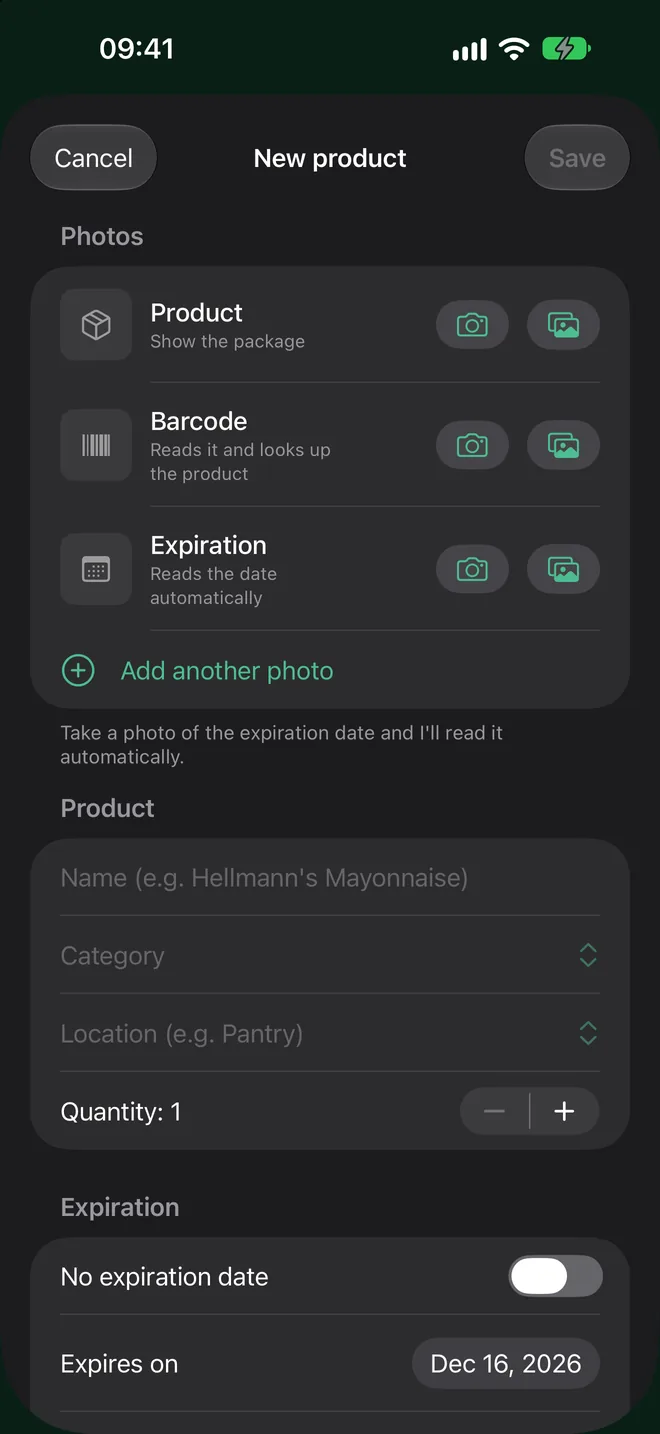 09:41
Cancel
New product
Save
Photos
Product
Show the package
Barcode
Reads it and looks up
the product
Expiration
Reads the date
automatically
Add another photo
Take a photo of the expiration date and I'll read it
automatically.
Product
Name (e.g. Hellmann's Mayonnaise)
Category
Location (e.g. Pantry)
Quantity: 1
Expiration
No expiration date
Expires on
Dec 16, 2026